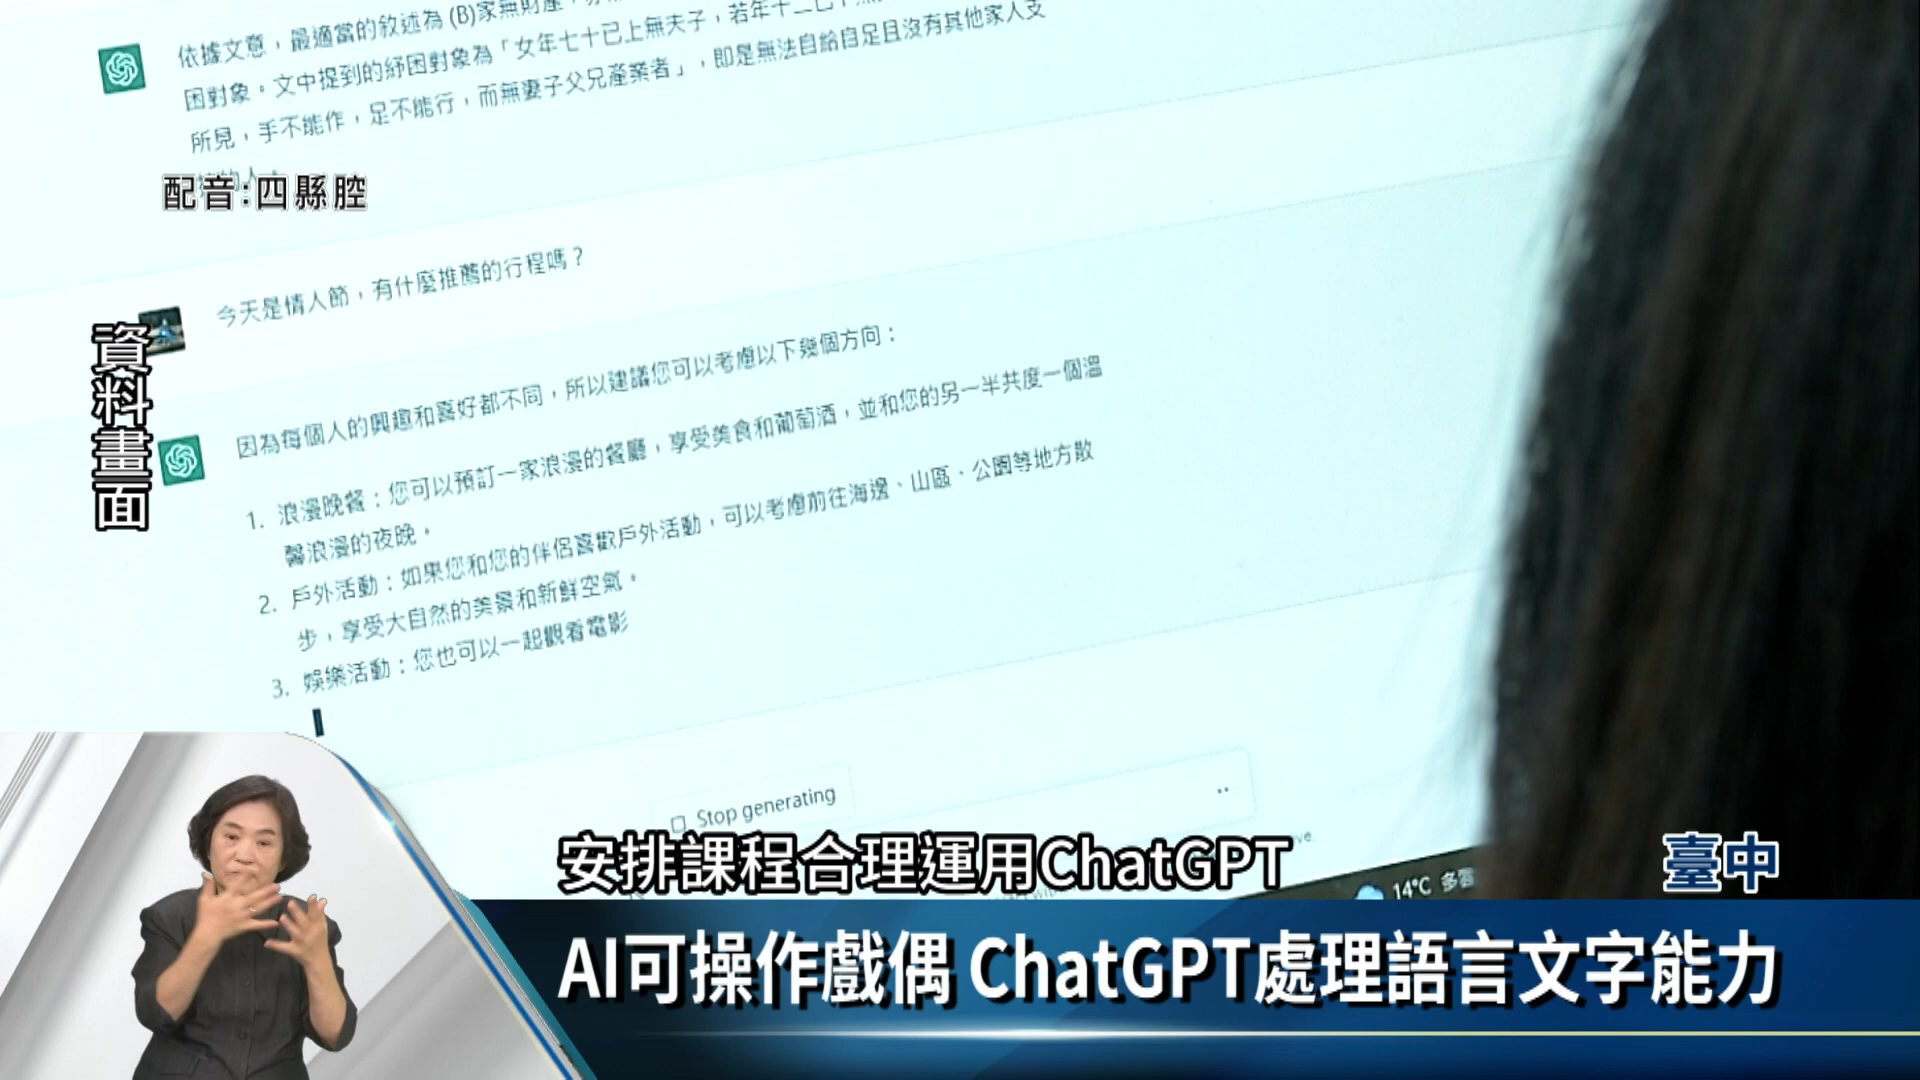 依據文意，最適當的敘述為 (B)家無財產，
困對象。文中提到的紓困對象為「女年七十已上無夫子，若年十二已
所見，手不能作，足不能行，而無妻子父兄產業者」，即是無法自給自足且沒有其他家人支
的人
配音:四縣腔
今天是情人節，有什麼推薦的行程嗎？
資料畫面
因為每個人的興趣和喜好都不同，所以建議您可以考慮以下幾個方向：
1. 浪漫晚餐：您可以預訂一家浪漫的餐廳，享受美食和葡萄酒，並和您的另一半共度一個溫
馨浪漫的夜晚。
2. 戶外活動：如果您和您的伴侶喜歡戶外活動，可以考慮前往海邊、山區、公園等地方散
步，享受大自然的美景和新鮮空氣。
3. 娛樂活動：您也可以一起觀看電影
Stop generating
安排課程合理運用ChatGPT
臺中
14°C 多雲
AI可操作戲偶 ChatGPT處理語言文字能力